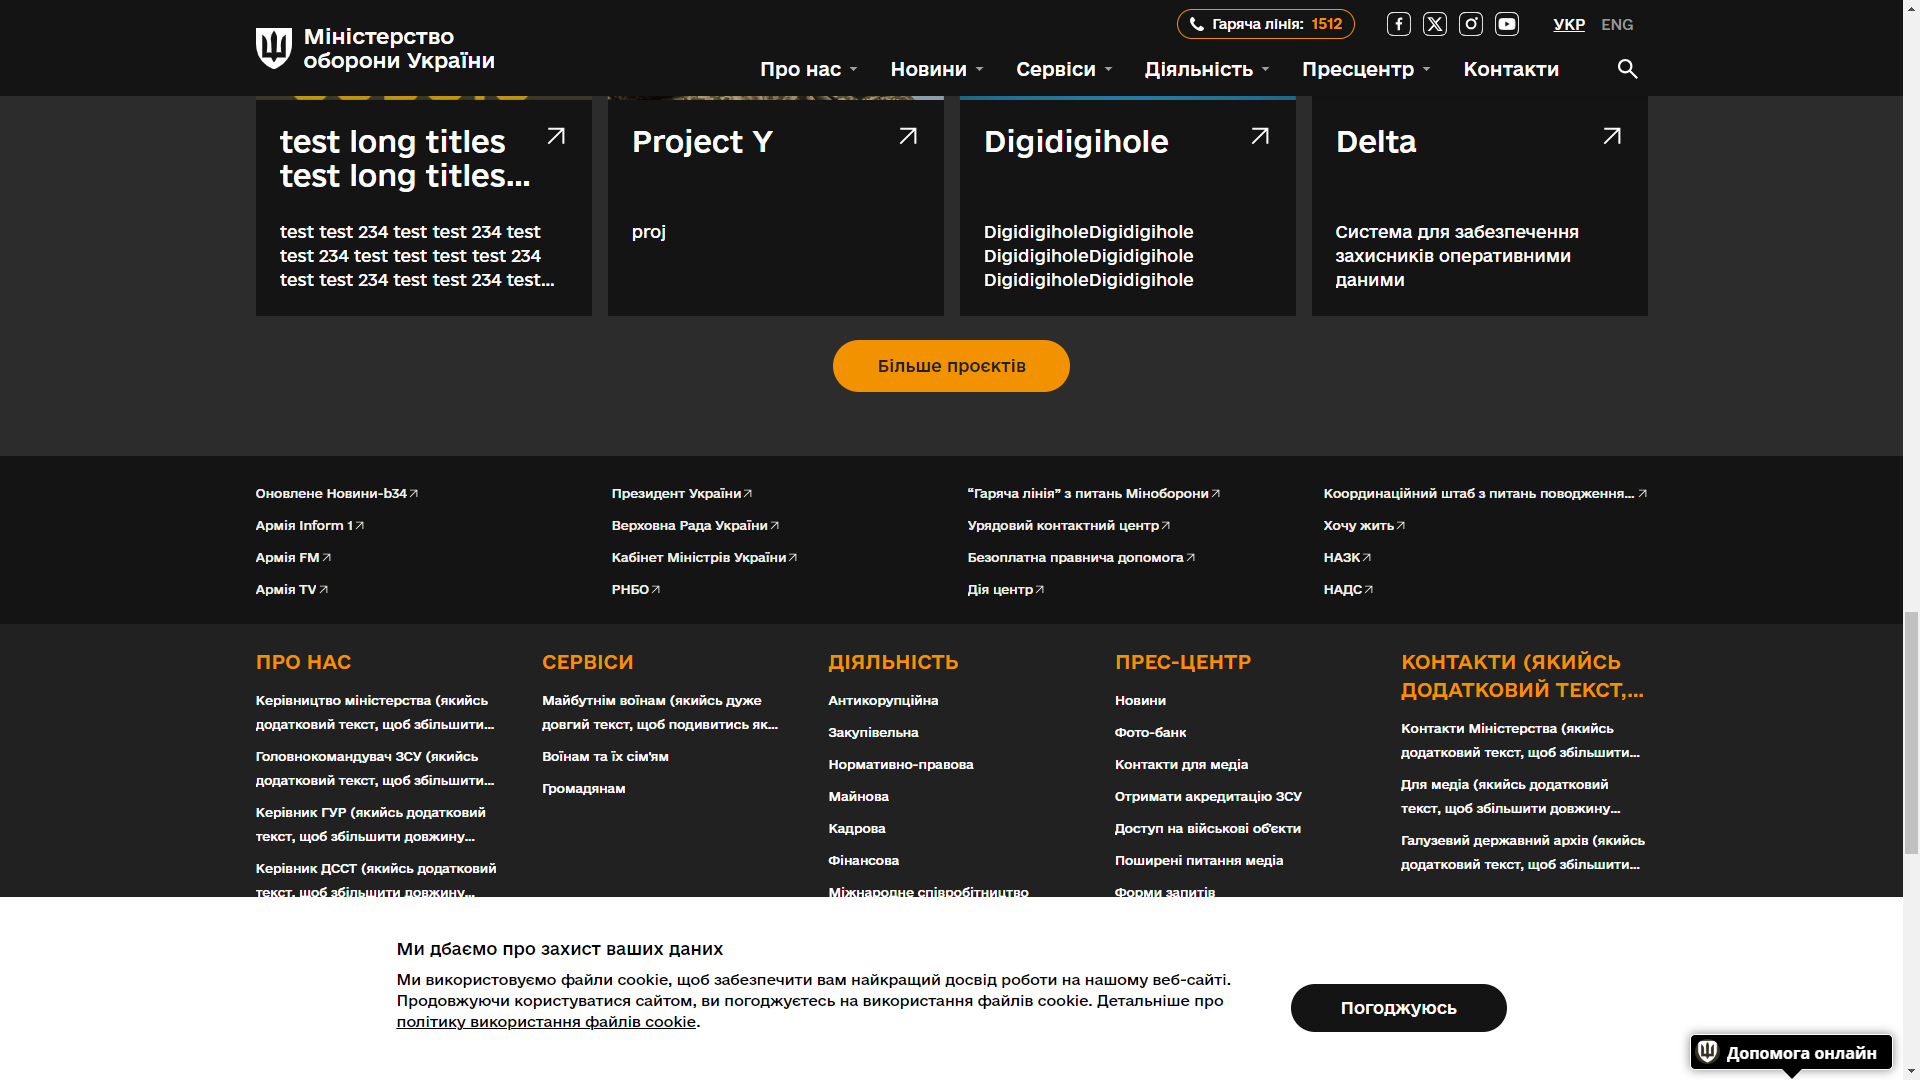 Міністерство
оборони України
Гаряча лінія: 1512
УКР ENG
Про нас Новини Сервіси Діяльність Пресцентр Контакти
test long titles
test long titles...
test test 234 test test 234 test
test 234 test test test test 234
test test 234 test test 234 test...
Project Y
proj
Digidigihole
DigidigiholeDigidigihole
DigidigiholeDigidigihole
DigidigiholeDigidigihole
Delta
Система для забезпечення
захисників оперативними
даними
Більше проєктів
Оновлене Новини-b34
Армія Inform 1
Армія FM
Армія TV
Президент України
Верховна Рада України
Кабінет Міністрів України
РНБО
“Гаряча лінія” з питань Міноборони
Урядовий контактний центр
Безоплатна правнича допомога
Дія центр
Координаційний штаб з питань поводження...
Хочу жить
НАЗК
НАДС
ПРО НАС
Керівництво міністерства (якийсь
додатковий текст, щоб збільшити...
Головнокомандувач ЗСУ (якийсь
додатковий текст, щоб збільшити...
Керівник ГУР (якийсь додатковий
текст, щоб збільшити довжину...
Керівник ДССТ (якийсь додатковий
текст, щоб збільшити довжину...
СЕРВІСИ
Майбутнім воїнам (якийсь дуже
довгий текст, щоб подивитись як...
Воїнам та їх сім'ям
Громадянам
ДІЯЛЬНІСТЬ
Антикорупційна
Закупівельна
Нормативно-правова
Майнова
Кадрова
Фінансова
Міжнародне співробітництво
ПРЕС-ЦЕНТР
Новини
Фото-банк
Контакти для медіа
Отримати акредитацію ЗСУ
Доступ на військові об'єкти
Поширені питання медіа
Форми запитів
КОНТАКТИ (ЯКИЙСЬ
ДОДАТКОВИЙ ТЕКСТ,...
Контакти Міністерства (якийсь
додатковий текст, щоб збільшити...
Для медіа (якийсь додатковий
текст, щоб збільшити довжину...
Галузевий державний архів (якийсь
додатковий текст, щоб збільшити...
Ми дбаємо про захист ваших даних
Ми використовуємо файли cookie, щоб забезпечити вам найкращий досвід роботи на нашому веб-сайті.
Продовжуючи користуватися сайтом, ви погоджуєтесь на використання файлів cookie. Детальніше про
політику використання файлів cookie.
Погоджуюсь
Допомога онлайн